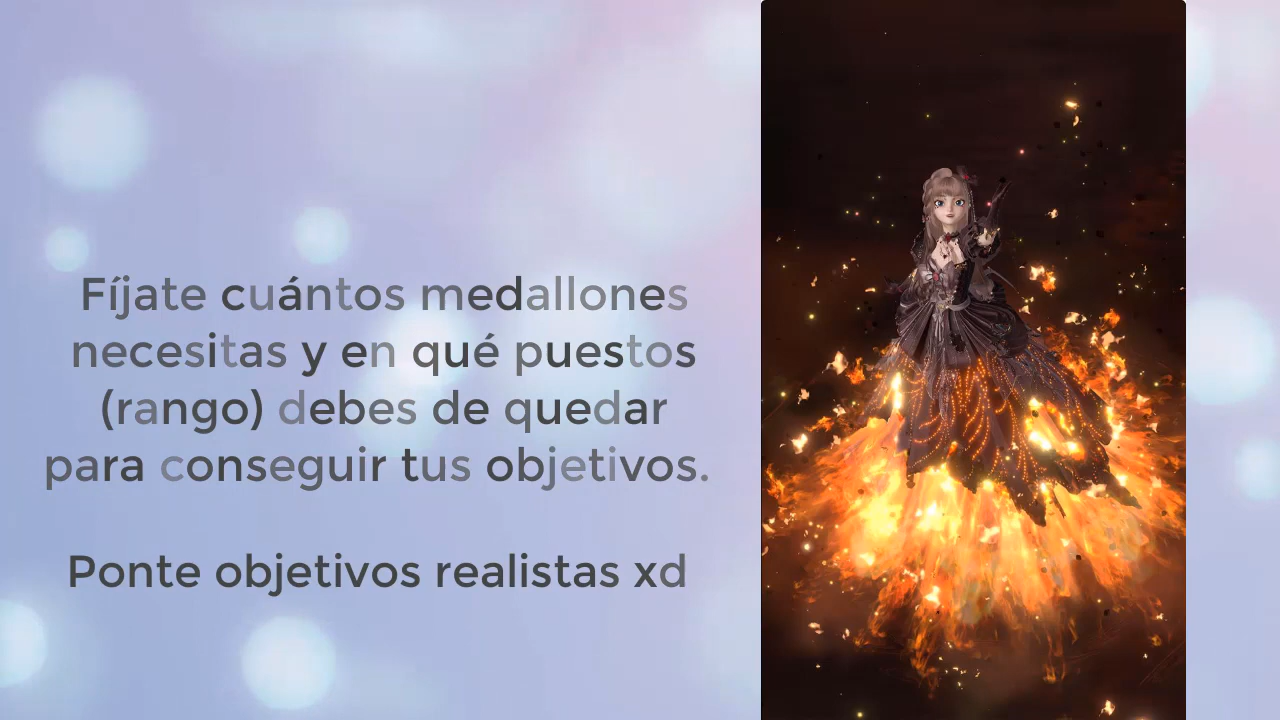 Fíjate cuántos medallones
necesitas y en qué puestos
(rango) debes de quedar
para conseguir tus objetivos.
Ponte objetivos realistas xd